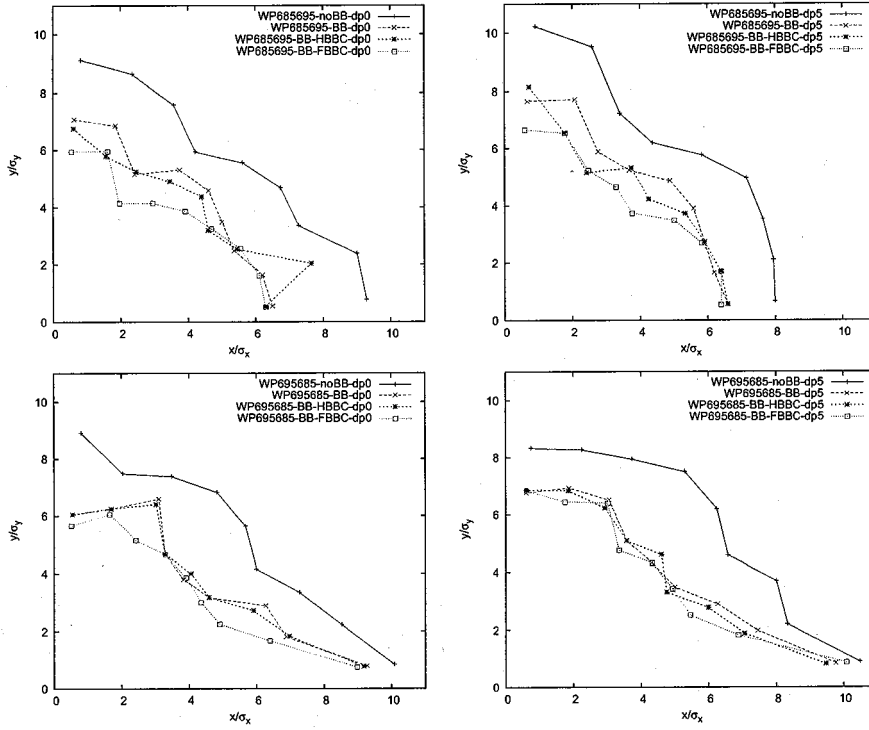 WP685695-noBB-dp0
WP685695-BB-dp0
WP685695-BB-HBBC-dp0
WP685695-BB-FBBC-dp0
10
8
6
4
2
0
y/σy
0 2 4 6 8 10
x/σx
WP685695-noBB-dp5
WP685695-BB-dp5
WP685695-BB-HBBC-dp5
WP685695-BB-FBBC-dp5
10
8
6
4
2
0
y/σy
0 2 4 6 8 10
x/σx
WP695685-noBB-dp0
WP695685-BB-dp0
WP695685-BB-HBBC-dp0
WP695685-BB-FBBC-dp0
10
8
6
4
2
0
y/σy
0 2 4 6 8 10
x/σx
WP695685-noBB-dp5
WP695685-BB-dp5
WP695685-BB-HBBC-dp5
WP695685-BB-FBBC-dp5
10
8
6
4
2
0
y/σy
0 2 4 6 8 10
x/σx